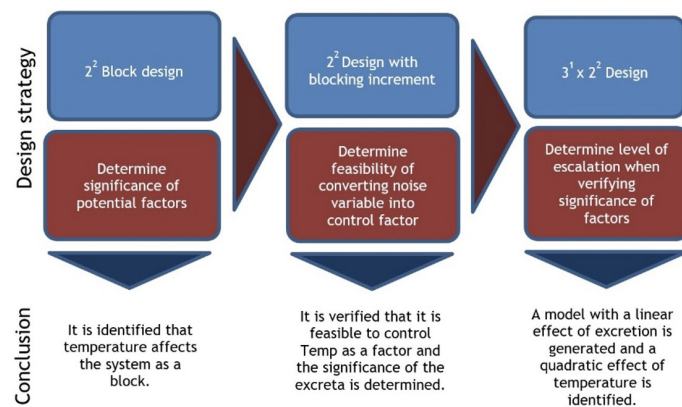 Design strategy
2² Block design
2² Design with
blocking increment
3¹ x 2² Design
Determine
significance of
potential factors
Determine
feasibility of
converting noise
variable into
control factor
Determine level of
escalation when
verifying
significance of
factors
Conclusion
It is identified that
temperature affects
the system as a
block.
It is verified that it is
feasible to control
Temp as a factor and
the significance of the
excreta is determined.
A model with a linear
effect of excretion is
generated and a
quadratic effect of
temperature is
identified.